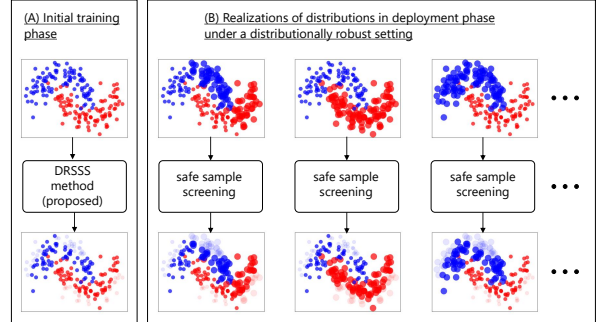 (A) Initial training
phase
(B) Realizations of distributions in deployment phase
under a distributionally robust setting
DRSSS
method
(proposed)
safe sample
screening
safe sample
screening
safe sample
screening